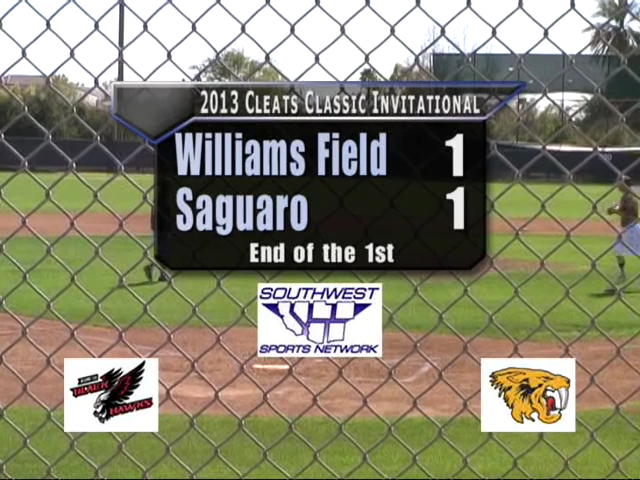 2013 Cleats Classic Invitational
Williams Field 1
Saguaro 1
End of the 1st
SOUTHWEST
SPORTS NETWORK
BLACK
HAWKS